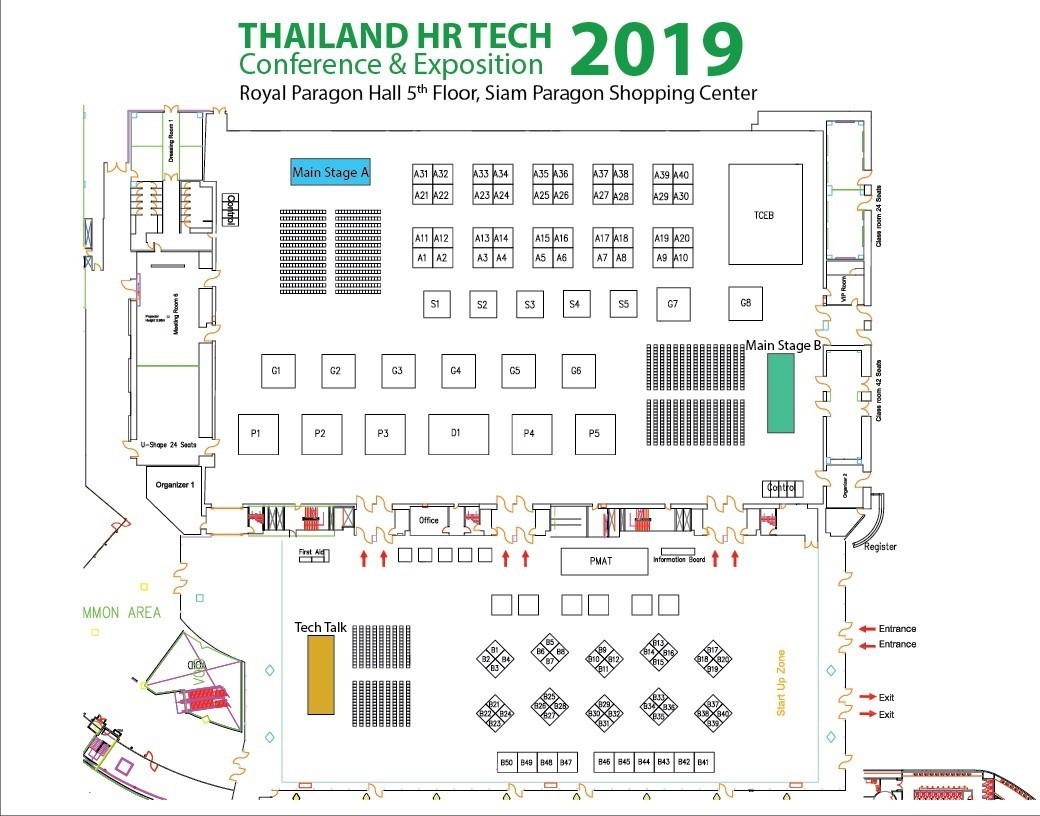 THAILAND HR TECH
Conference & Exposition
2019
Royal Paragon Hall 5th Floor, Siam Paragon Shopping Center
Dressing Room 1
Main Stage A
Control
A31 A32 A33 A34 A35 A36 A37 A38 A39 A40
A21 A22 A23 A24 A25 A26 A27 A28 A29 A30
TCEB
Class room 24 Seats
A11 A12 A13 A14 A15 A16 A17 A18 A19 A20
A1 A2 A3 A4 A5 A6 A7 A8 A9 A10
Meeting Room 6
VIP Room
S1 S2 S3 S4 S5 G7 G8
Main Stage B
G1 G2 G3 G4 G5 G6
Class room 42 Seats
P1 P2 P3 D1 P4 P5
U-Shape 24 Seats
Organizer 1
Control
Organizer 2
Office
Register
First Aid
PMAT
Information Board
MMON AREA
Tech Talk
Entrance
Entrance
B1 B2 B4 B3
B5 B6 B8 B7
B9 B10 B12 B11
B13 B14 B16 B15
B17 B18 B20 B19
VOID
Start Up Zone
Exit
Exit
B21 B22 B24 B23
B25 B26 B28 B27
B29 B30 B32 B31
B33 B34 B36 B35
B37 B38 B40 B39
B50 B49 B48 B47 B46 B45 B44 B43 B42 B41